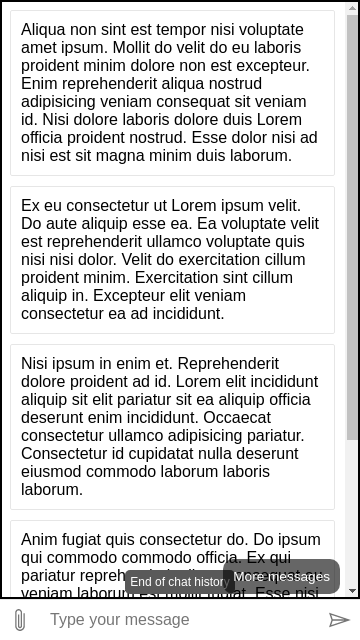 Aliqua non sint est tempor nisi voluptate
amet ipsum. Mollit do velit do eu laboris
proident minim dolore non est excepteur.
Enim reprehenderit aliqua nostrud
adipisicing veniam consequat sit veniam
id. Nisi dolore laboris dolore duis Lorem
officia proident nostrud. Esse dolor nisi ad
nisi est sit magna minim duis laborum.
Ex eu consectetur ut Lorem ipsum velit.
Do aute aliquip esse ea. Ea voluptate velit
est reprehenderit ullamco voluptate quis
nisi nisi dolor. Velit do exercitation cillum
proident minim. Exercitation sint cillum
aliquip in. Excepteur elit veniam
consectetur ea ad incididunt.
Nisi ipsum in enim et. Reprehenderit
dolore proident ad id. Lorem elit incididunt
aliquip sit elit pariatur sit ea aliquip officia
deserunt enim incididunt. Occaecat
consectetur ullamco adipisicing pariatur.
Consectetur id cupidatat nulla deserunt
eiusmod commodo laborum laboris
laborum.
Anim fugiat quis consectetur do. Do ipsum
qui commodo commodo officia. Ex qui
pariatur
End of chat history
More messages
veniam laborum
Esse nisi
Type your message